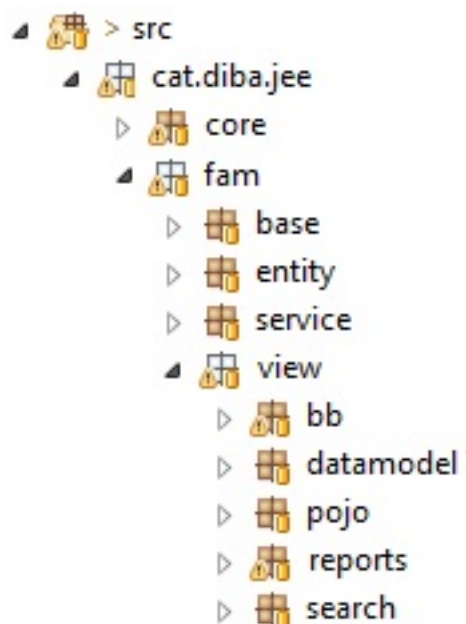 > src
cat.diba.jee
core
fam
base
entity
service
view
bb
datamodel
pojo
reports
search